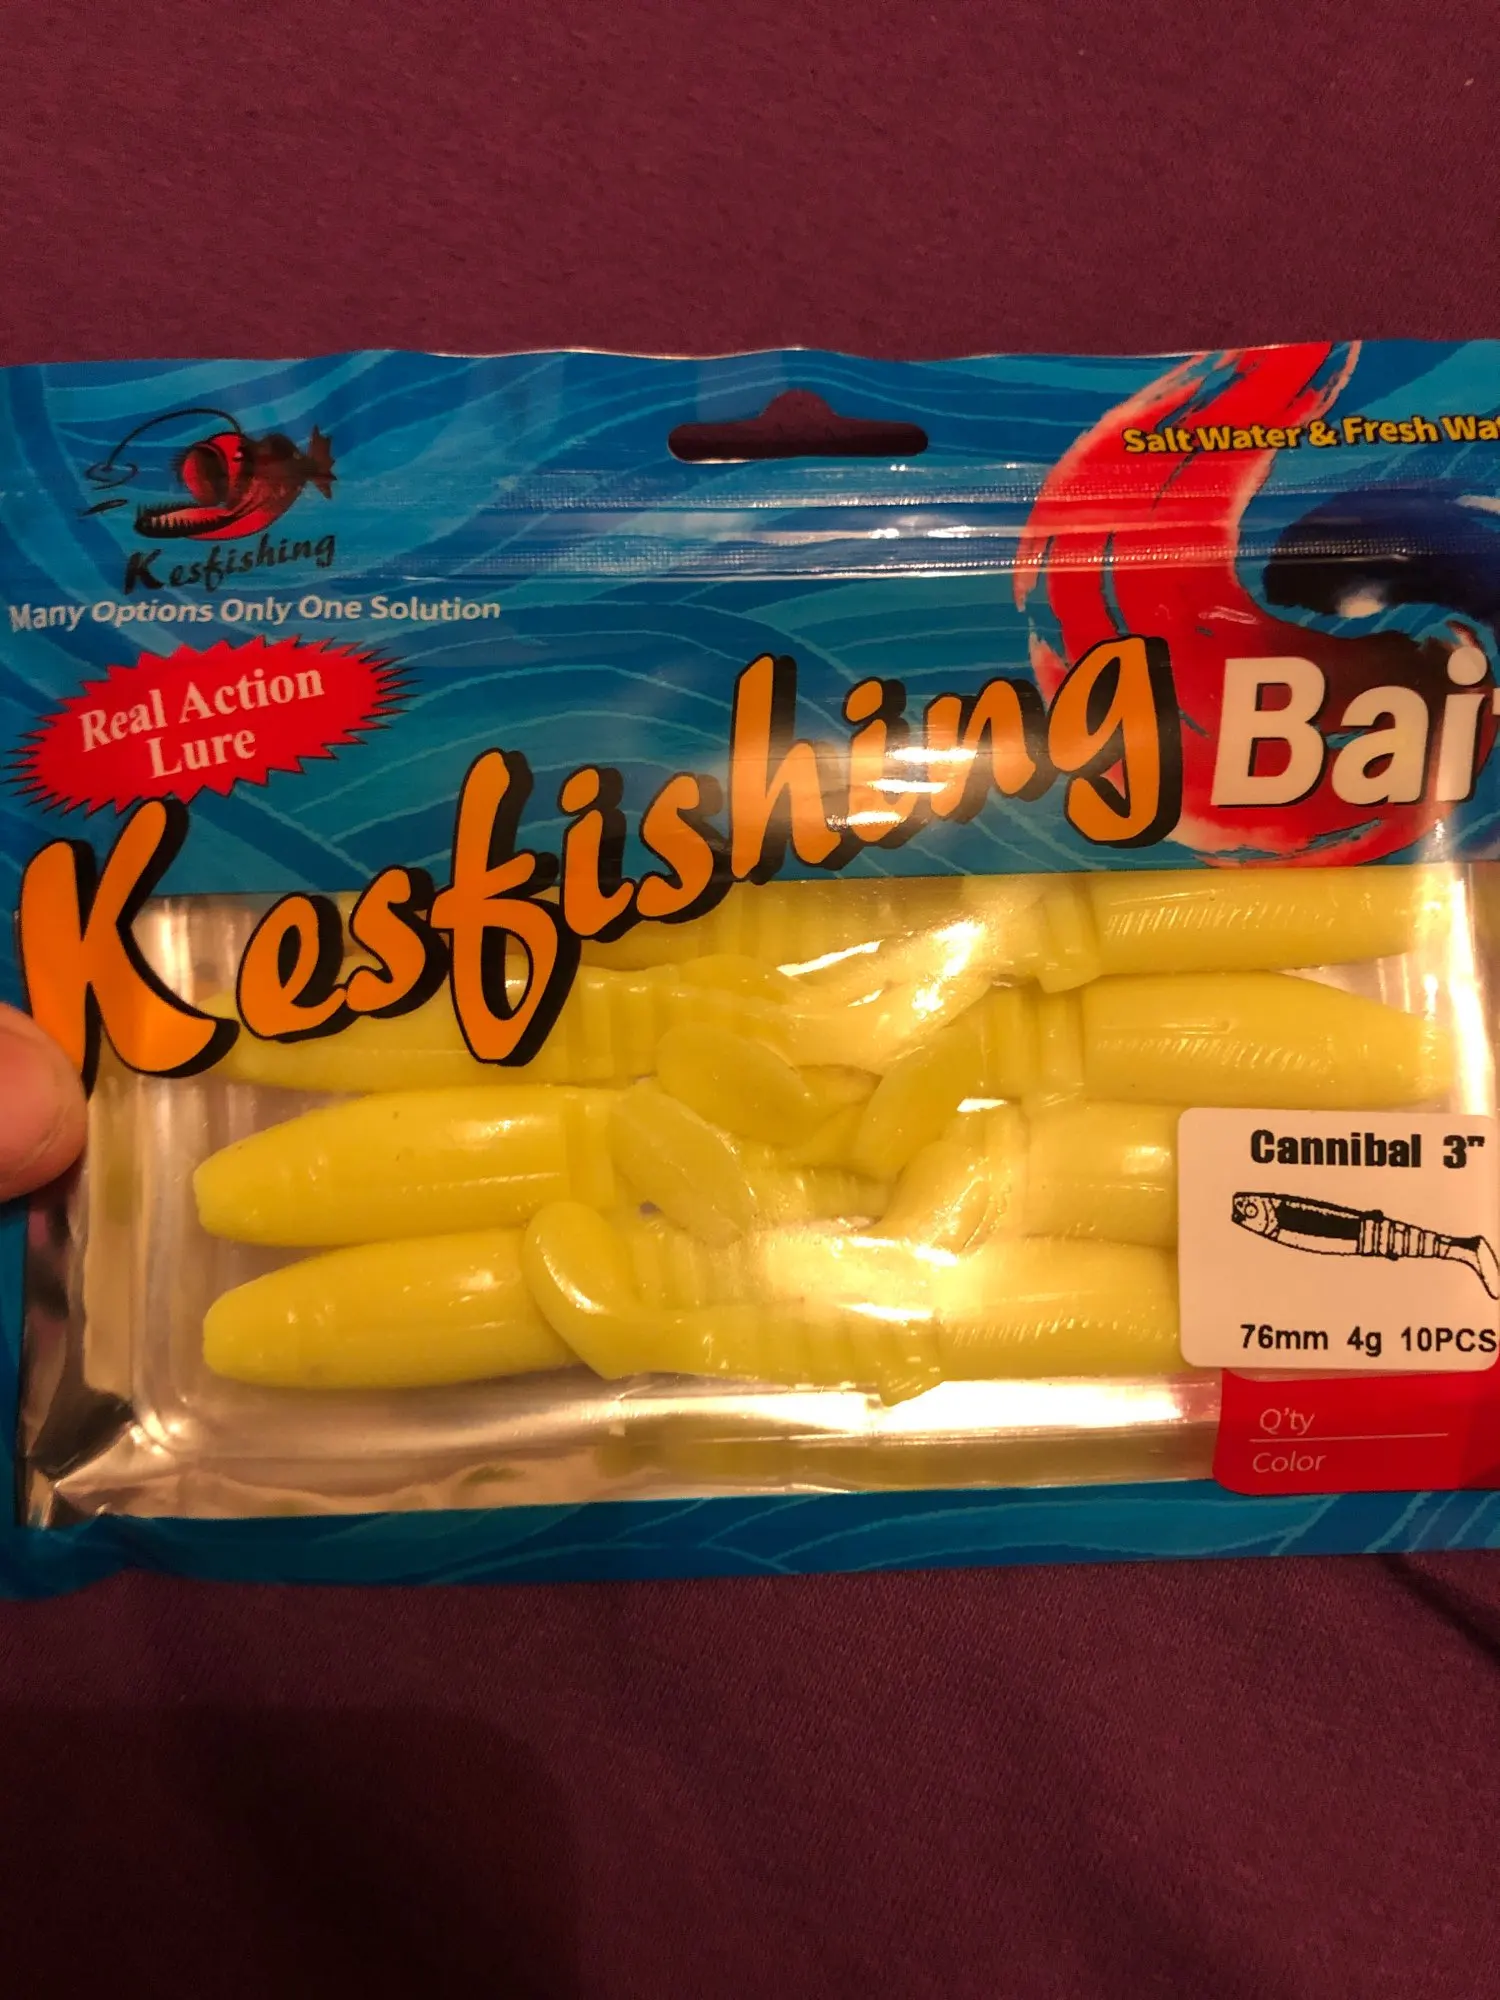 Salt Water & Fresh Wa
Kesfishing
Many Options Only One Solution
Real Action
Lure
Kesfishing Bait
Cannibal 3"
76mm 4g 10PCS
Q'ty
Color